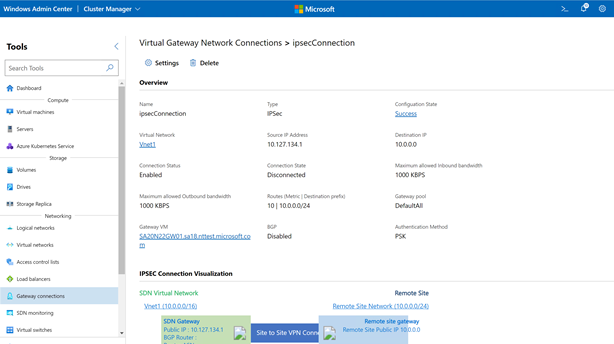 Windows Admin Center | Cluster Manager
Microsoft
Tools
Search Tools
Dashboard
Compute
Virtual machines
Servers
Azure Kubernetes Service
Storage
Volumes
Drives
Storage Replica
Networking
Logical networks
Virtual networks
Access control lists
Load balancers
Gateway connections
SDN monitoring
Virtual switches
Virtual Gateway Network Connections > ipsecConnection
Settings Delete
Overview
Name Type Configuation State
ipsecConnection IPSec Success
Virtual Network Source IP Address Destination IP
Vnet1 10.127.134.1 10.0.0.0
Connection Status Connection State Maximum allowed Inbound bandwidth
Enabled Disconnected 1000 KBPS
Maximum allowed Outbound bandwidth Routes (Metric | Destination prefix) Gateway pool
1000 KBPS 10 | 10.0.0.0/24 DefaultAll
Gateway VM BGP Authentication Method
SA20N22GW01.sa18.nttest.microsoft.co Disabled PSK
m
IPSEC Connection Visualization
SDN Virtual Network Remote Site
Vnet1 (10.0.0.0/16) Remote Site Network (10.0.0.0/24)
SDN Gateway Remote site gateway
Public IP : 10.127.134.1 Site to Site VPN Conn Remote Site Public IP 10.0.0.0
BGP Router :